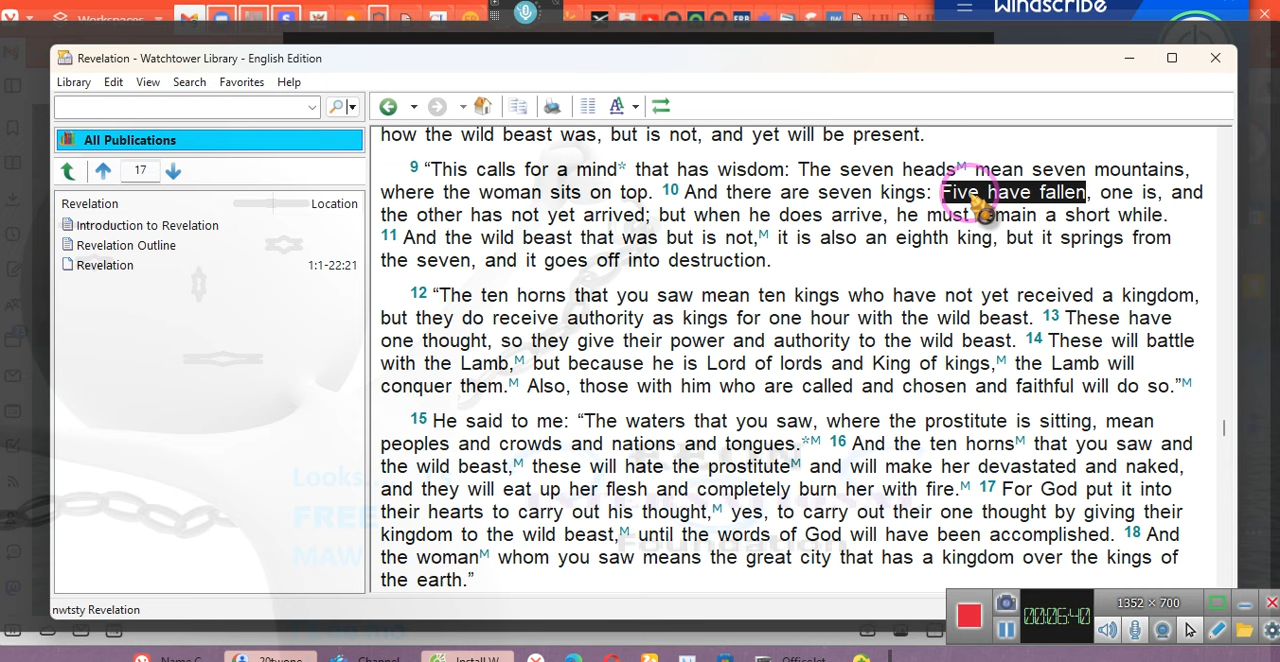 Workspaces
Windscribe
Revelation - Watchtower Library - English Edition
Library Edit View Search Favorites Help
All Publications
17
Revelation Location
Introduction to Revelation
Revelation Outline
Revelation 1:1-22:21
how the wild beast was, but is not, and yet will be present.
9 “This calls for a mind* that has wisdom: The seven headsM mean seven mountains,
where the woman sits on top. 10 And there are seven kings: Five have fallen, one is, and
the other has not yet arrived; but when he does arrive, he must remain a short while.
11 And the wild beast that was but is not,M it is also an eighth king, but it springs from
the seven, and it goes off into destruction.
12 “The ten horns that you saw mean ten kings who have not yet received a kingdom,
but they do receive authority as kings for one hour with the wild beast. 13 These have
one thought, so they give their power and authority to the wild beast. 14 These will battle
with the Lamb,M but because he is Lord of lords and King of kings,M the Lamb will
conquer them.M Also, those with him who are called and chosen and faithful will do so.”M
15 He said to me: “The waters that you saw, where the prostitute is sitting, mean
peoples and crowds and nations and tongues.*M 16 And the ten hornsM that you saw and
the wild beast,M these will hate the prostituteM and will make her devastated and naked,
and they will eat up her flesh and completely burn her with fire.M 17 For God put it into
their hearts to carry out his thought,M yes, to carry out their one thought by giving their
kingdom to the wild beast,M until the words of God will have been accomplished. 18 And
the womanM whom you saw means the great city that has a kingdom over the kings of
the earth.”
Looks
FREE
MAW
Foundation
nwtsty Revelation
1352 × 700
00:06:40
Name C
20twone
Channel
Install W